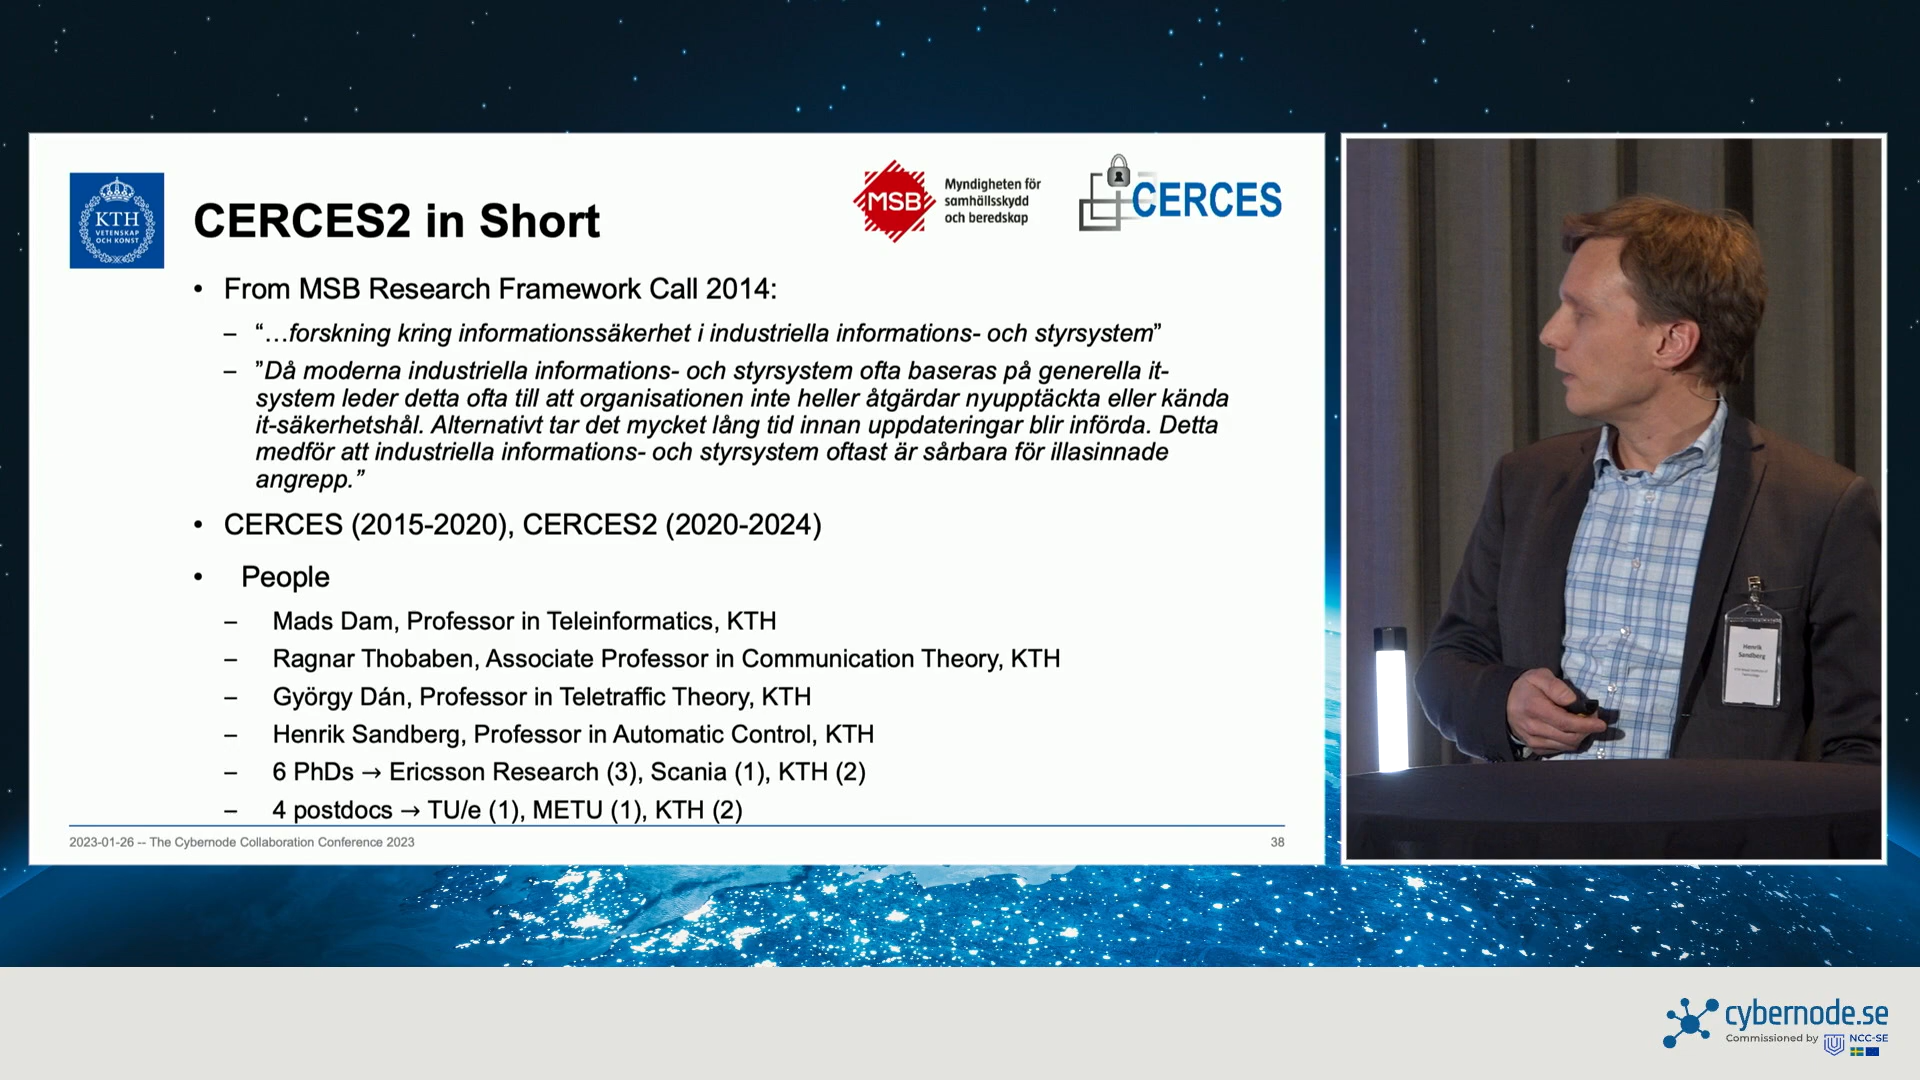 KTH
VETENSKAP
OCH KONST
CERCES2 in Short
MSB
Myndigheten för
samhällsskydd
och beredskap
CERCES
• From MSB Research Framework Call 2014:
– “…forskning kring informationssäkerhet i industriella informations- och styrsystem”
– ”Då moderna industriella informations- och styrsystem ofta baseras på generella it-
system leder detta ofta till att organisationen inte heller åtgärdar nyupptäckta eller kända
it-säkerhetshål. Alternativt tar det mycket lång tid innan uppdateringar blir införda. Detta
medför att industriella informations- och styrsystem oftast är sårbara för illasinnade
angrepp.”
• CERCES (2015-2020), CERCES2 (2020-2024)
• People
– Mads Dam, Professor in Teleinformatics, KTH
– Ragnar Thobaben, Associate Professor in Communication Theory, KTH
– György Dán, Professor in Teletraffic Theory, KTH
– Henrik Sandberg, Professor in Automatic Control, KTH
– 6 PhDs → Ericsson Research (3), Scania (1), KTH (2)
– 4 postdocs → TU/e (1), METU (1), KTH (2)
2023-01-26 -- The Cybernode Collaboration Conference 2023
38
Henrik
Sandberg
cybernode.se
Commissioned by
NCC-SE